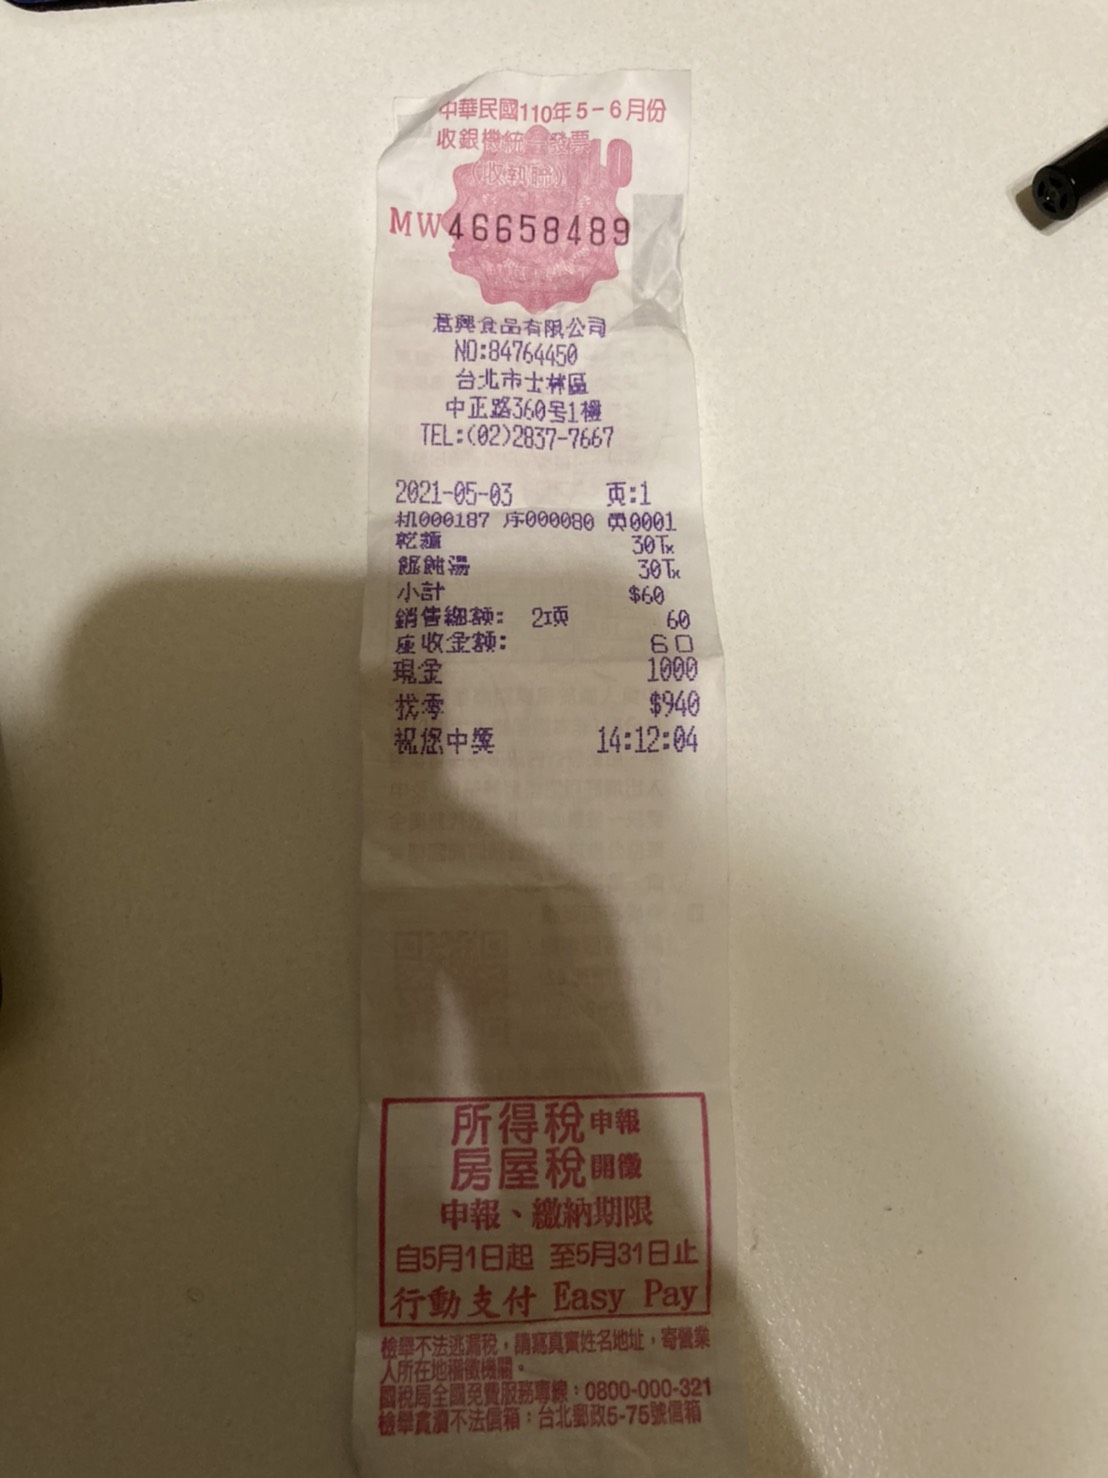 中華民國110年5-6月份
收銀機統一發票
(收執聯)
MW46658489
意興食品有限公司
NO:84764450
台北市士林區
中正路360号1樓
TEL:(02)2837-7667
2021-05-03 页:1
机000187 序000080 页0001
乾麵 30Tx
餛飩湯 30Tx
小計 $60
銷售總额: 2项 60
座收金额: 60
現金 1000
找零 $940
祝您中獎 14:12:04
所得稅申報
房屋稅開徵
申報、繳納期限
自5月1日起 至5月31日止
行動支付 Easy Pay
檢舉不法逃漏稅,請寫真實姓名地址,寄營業
人所在地稽徵機關。
國稅局全國免費服務專線:0800-000-321
檢舉貪瀆不法信箱:台北郵政5-75號信箱